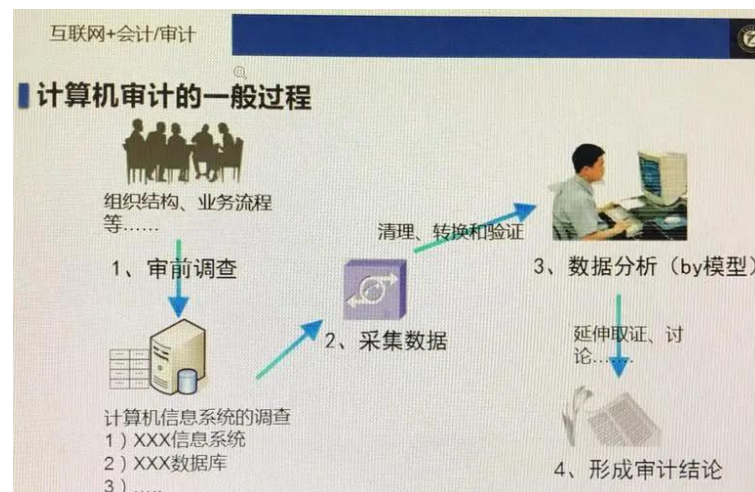 互联网+会计/审计
计算机审计的一般过程
组织结构、业务流程
等……
1、审前调查
计算机信息系统的调查
1）XXX信息系统
2）XXX数据库
3）……
清理、转换和验证
2、采集数据
3、数据分析（by模型）
延伸取证、讨
论……
4、形成审计结论